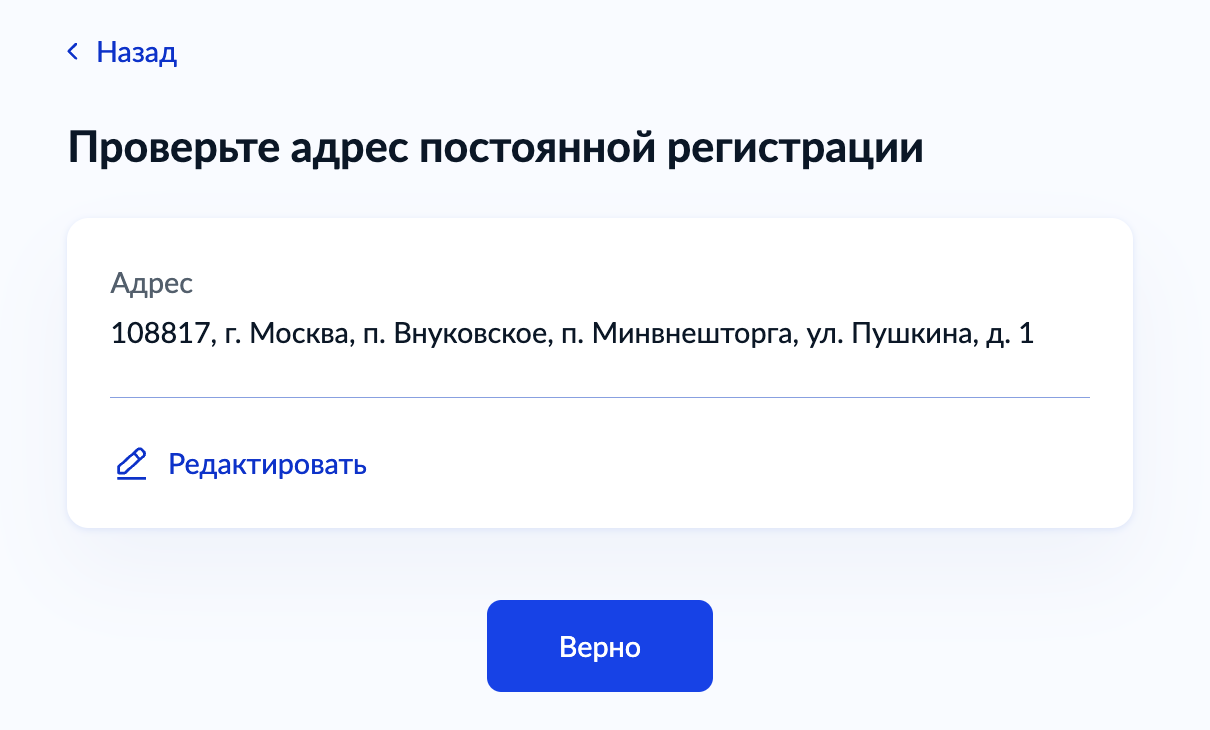 Назад
Проверьте адрес постоянной регистрации
Адрес
108817, г. Москва, п. Внуковское, п. Минвнешторга, ул. Пушкина, д. 1
Редактировать
Верно